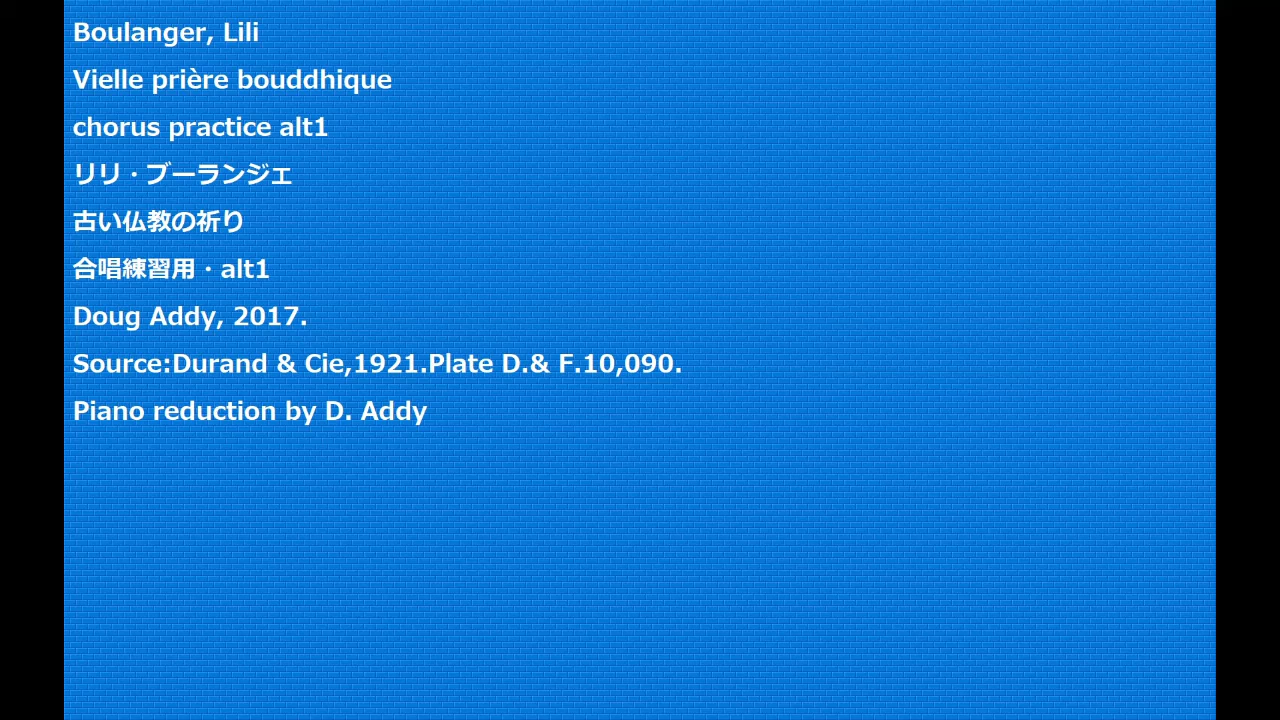 Boulanger, Lili
Vielle prière bouddhique
chorus practice alt1
リリ・ブーランジェ
古い仏教の祈り
合唱練習用・alt1
Doug Addy, 2017.
Source:Durand & Cie,1921.Plate D.& F.10,090.
Piano reduction by D. Addy